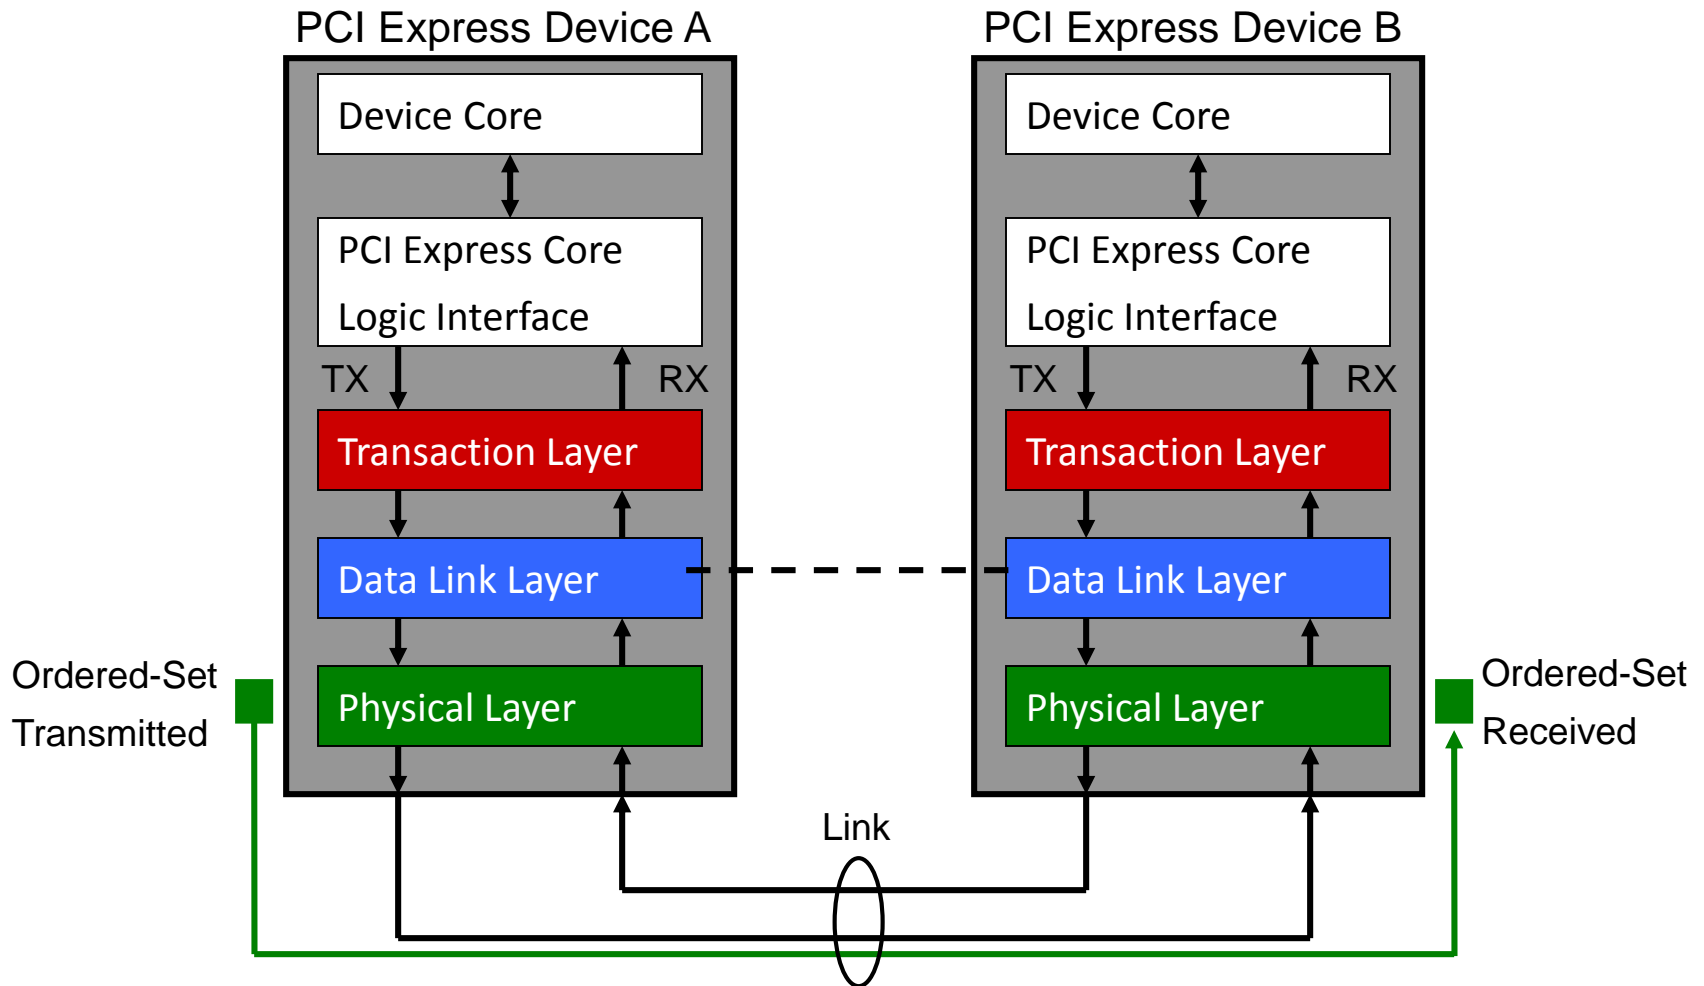 PCI Express Device A
Device Core
PCI Express Core
Logic Interface
TX
RX
Transaction Layer
Data Link Layer
Physical Layer
Ordered-Set
Transmitted
PCI Express Device B
Device Core
PCI Express Core
Logic Interface
TX
RX
Transaction Layer
Data Link Layer
Physical Layer
Ordered-Set
Received
Link